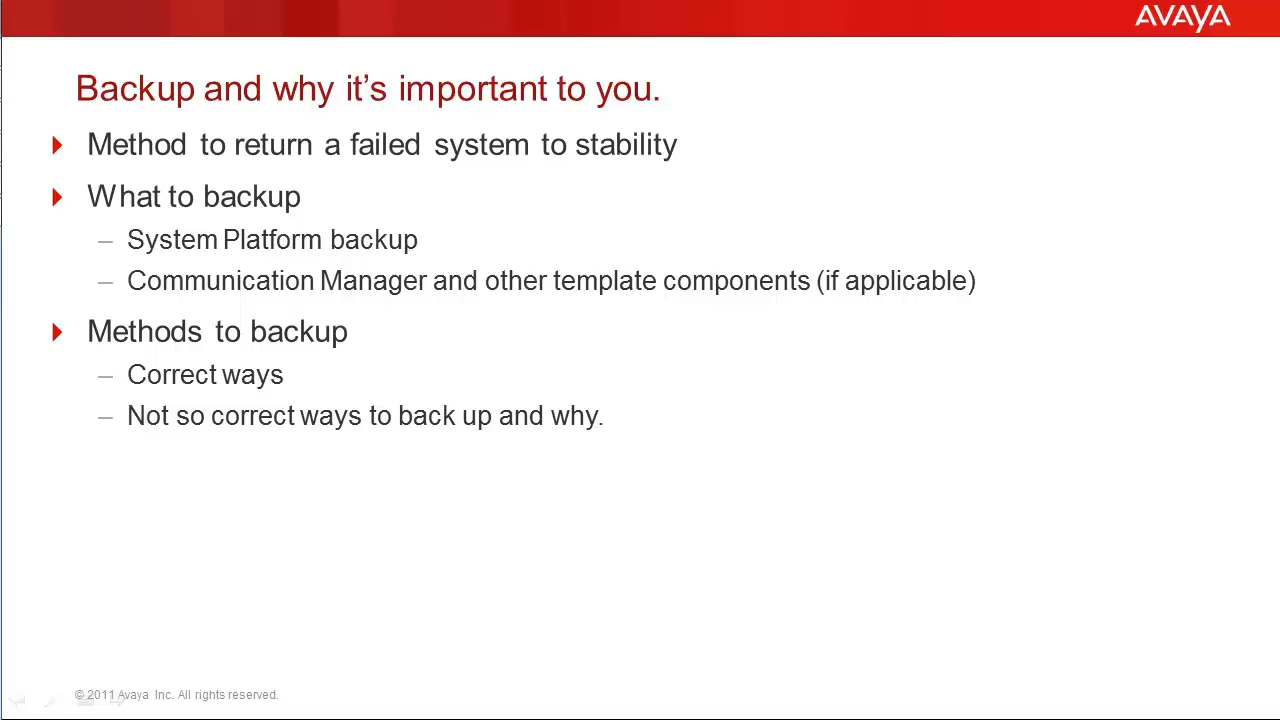 AVAYA
Backup and why it’s important to you.
Method to return a failed system to stability
What to backup
– System Platform backup
– Communication Manager and other template components (if applicable)
Methods to backup
– Correct ways
– Not so correct ways to back up and why.
© 2011 Avaya Inc. All rights reserved.